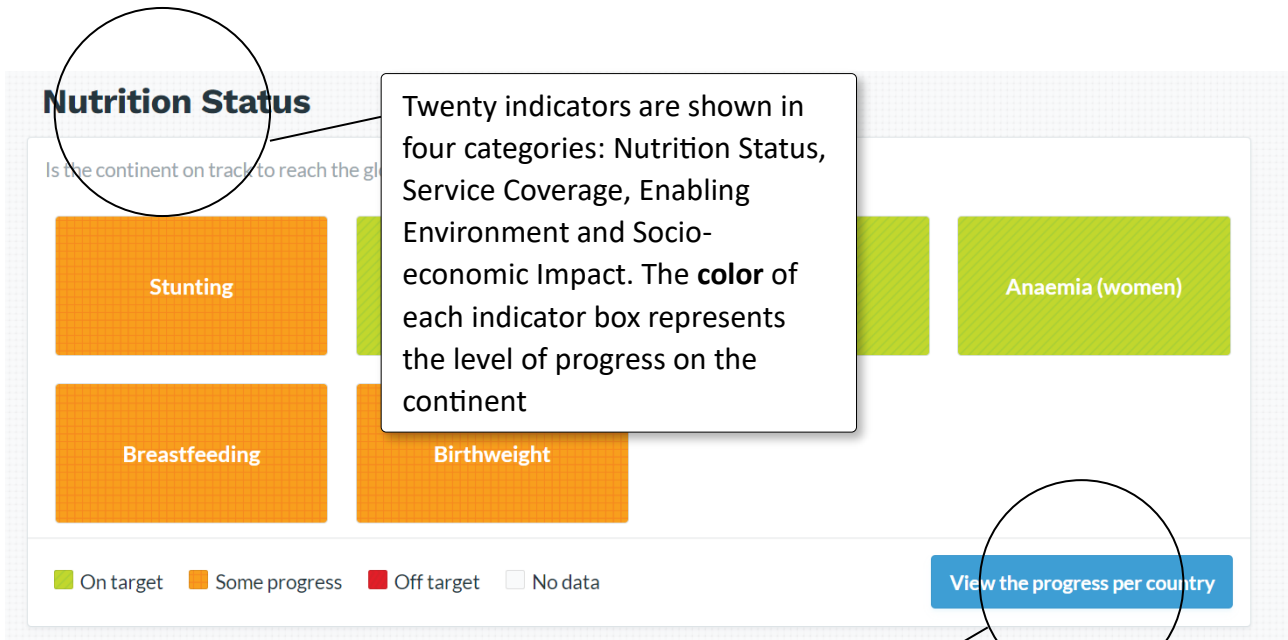 Nutrition Status
Is the continent on track to reach the
Twenty indicators are shown in
four categories: Nutrition Status,
Service Coverage, Enabling
Environment and Socio-
economic Impact. The color of
each indicator box represents
the level of progress on the
continent
Stunting
Anaemia (women)
Breastfeeding
Birthweight
On target
Some progress
Off target
No data
View the progress per country